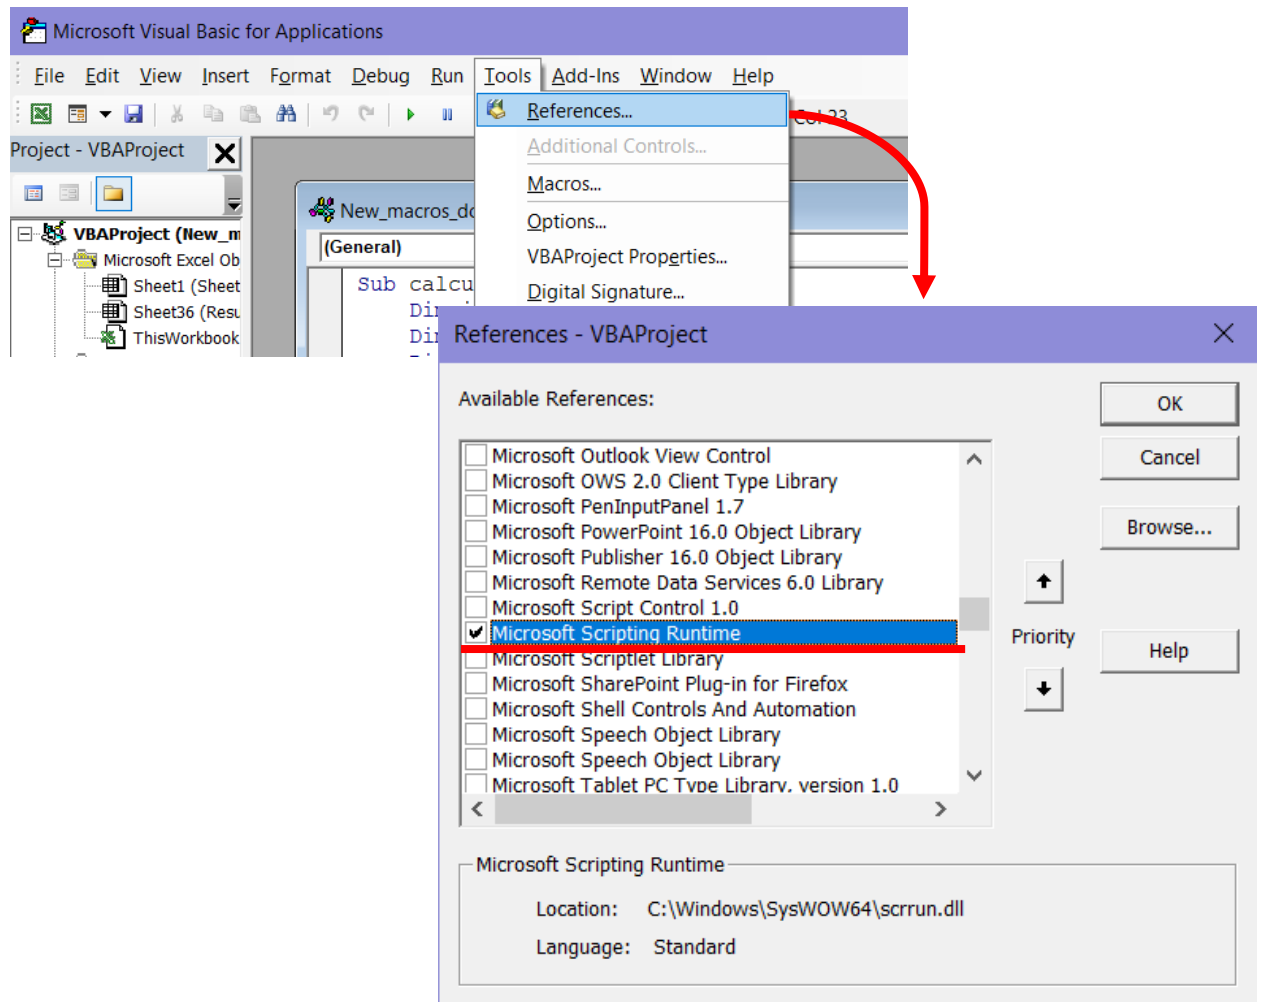 Microsoft Visual Basic for Applications
File Edit View Insert Format Debug Run Tools Add-Ins Window Help
References...
Col 23
Additional Controls...
Macros...
Options...
VBAProject Properties...
Digital Signature...
Project - VBAProject
VBAProject (New_m
Microsoft Excel Ob
Sheet1 (Sheet
Sheet36 (Resu
ThisWorkbook
New_macros_do
(General)
Sub calcu
Dim
Dim
References - VBAProject
Available References:
Microsoft Outlook View Control
Microsoft OWS 2.0 Client Type Library
Microsoft PenInputPanel 1.7
Microsoft PowerPoint 16.0 Object Library
Microsoft Publisher 16.0 Object Library
Microsoft Remote Data Services 6.0 Library
Microsoft Script Control 1.0
Microsoft Scripting Runtime
Microsoft Scriptlet Library
Microsoft SharePoint Plug-in for Firefox
Microsoft Shell Controls And Automation
Microsoft Speech Object Library
Microsoft Speech Object Library
Microsoft Tablet PC Type Library, version 1.0
OK
Cancel
Browse...
Priority
Help
Microsoft Scripting Runtime
Location: C:\Windows\SysWOW64\scrrun.dll
Language: Standard